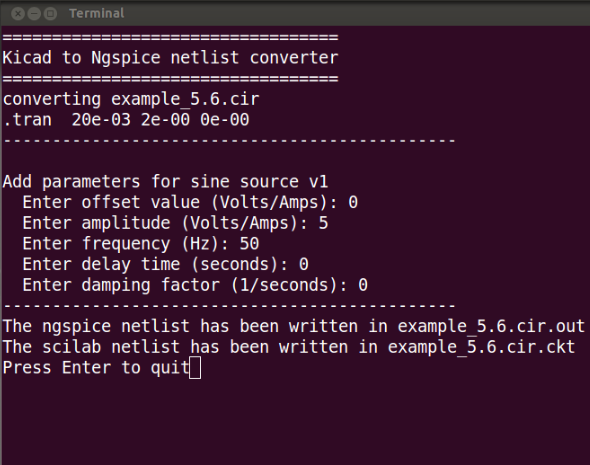 Terminal
==================================
Kicad to Ngspice netlist converter
==================================
converting example_5.6.cir
.tran  20e-03 2e-00 0e-00
----------------------------------------------
Add parameters for sine source v1
  Enter offset value (Volts/Amps): 0
  Enter amplitude (Volts/Amps): 5
  Enter frequency (Hz): 50
  Enter delay time (seconds): 0
  Enter damping factor (1/seconds): 0
----------------------------------------------
The ngspice netlist has been written in example_5.6.cir.out
The scilab netlist has been written in example_5.6.cir.ckt
Press Enter to quit